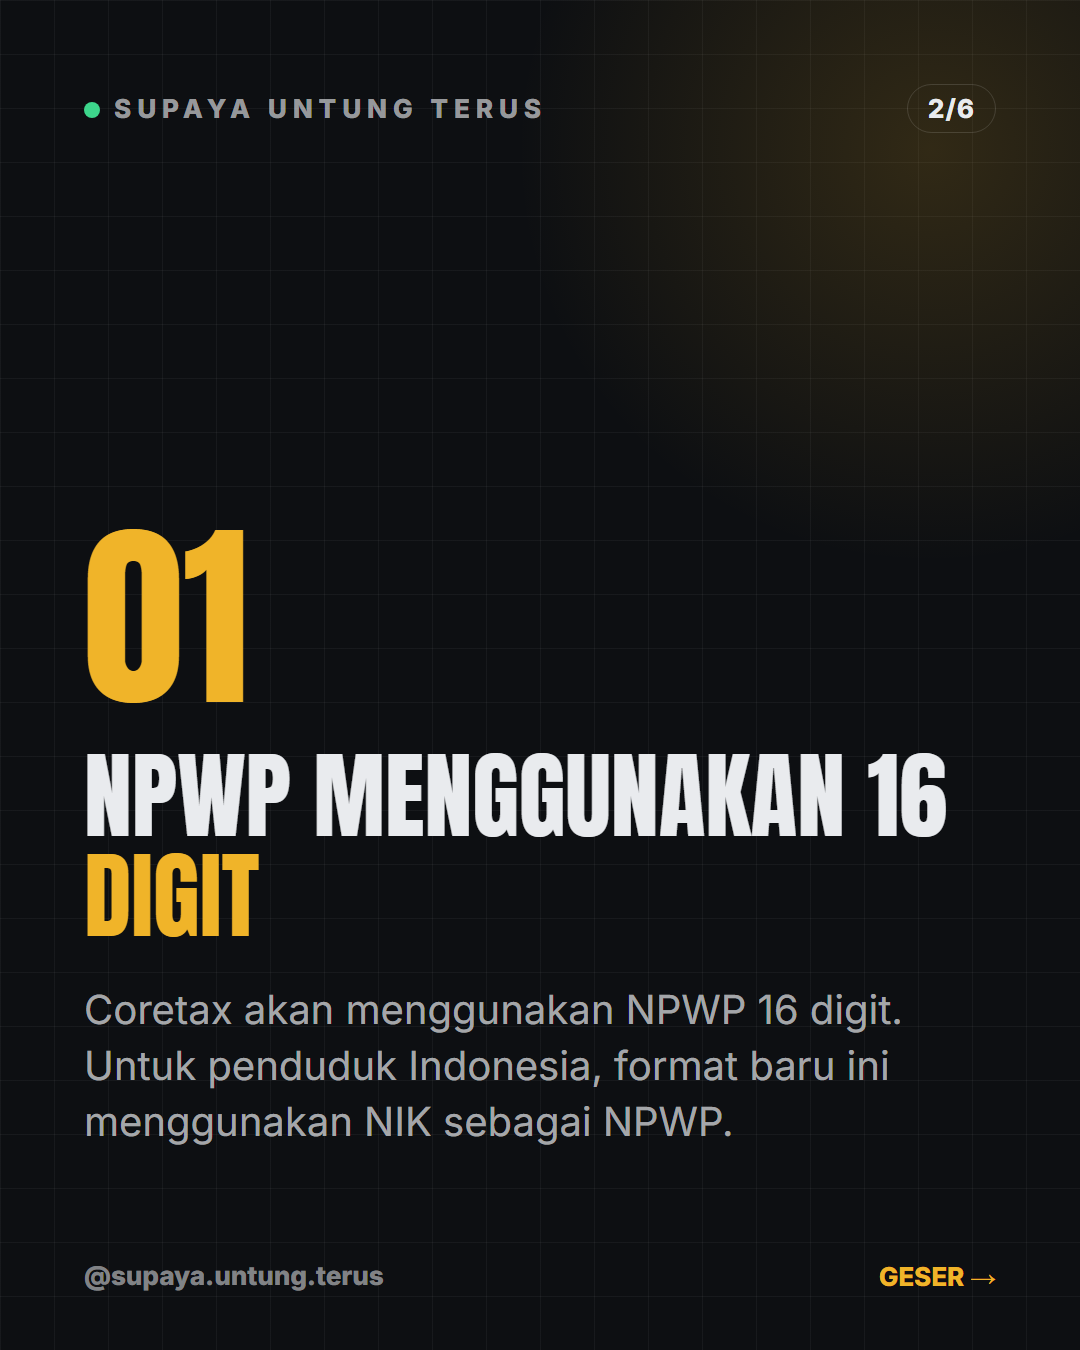 SUPAYA UNTUNG TERUS
2/6
01
NPWP MENGGUNAKAN 16
DIGIT
Coretax akan menggunakan NPWP 16 digit.
Untuk penduduk Indonesia, format baru ini
menggunakan NIK sebagai NPWP.
@supaya.untung.terus
GESER →